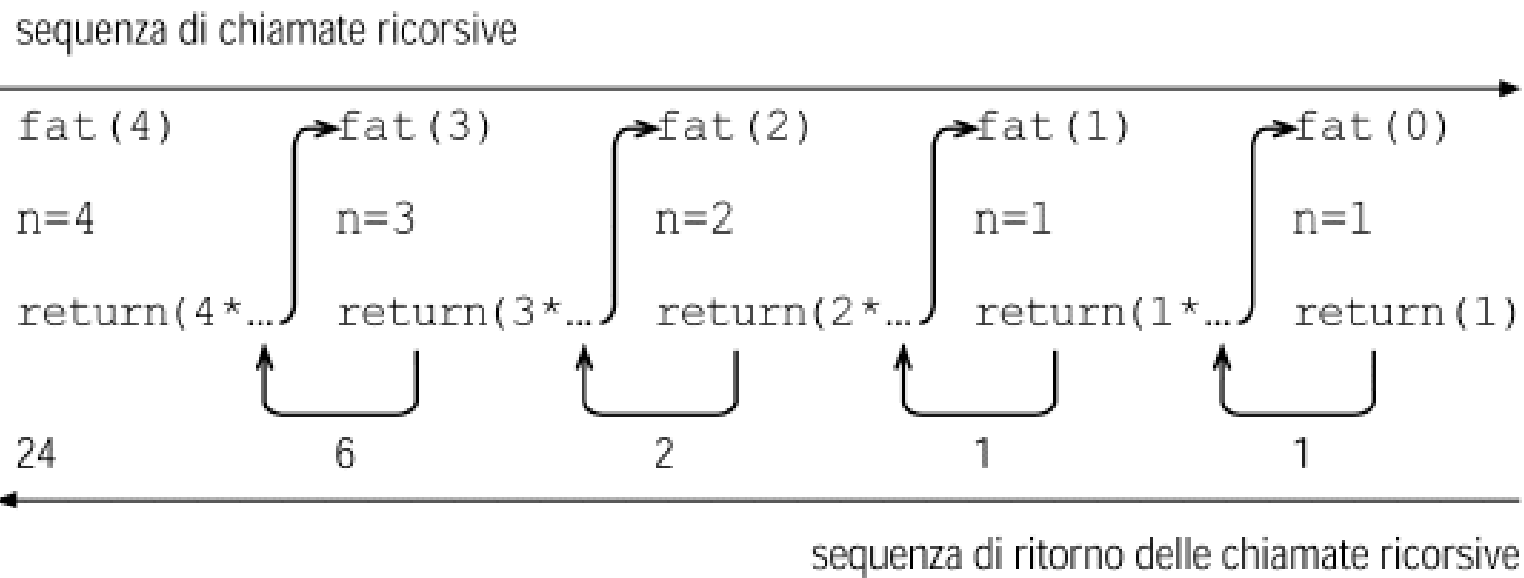 sequenza di chiamate ricorsive
fat(4) fat(3) fat(2) fat(1) fat(0)
n=4 n=3 n=2 n=1 n=1
return(4*… return(3*… return(2*… return(1*… return(1)
24 6 2 1 1
sequenza di ritorno delle chiamate ricorsive